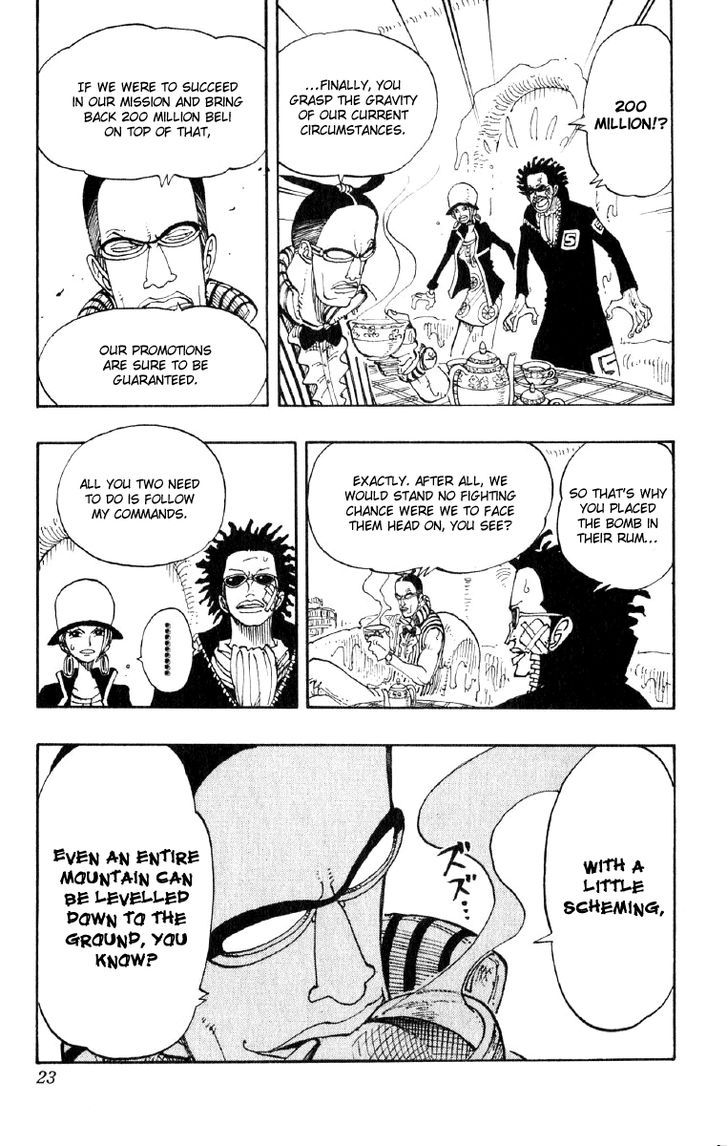 200
MILLION!?
...FINALLY, YOU
GRASP THE GRAVITY
OF OUR CURRENT
CIRCUMSTANCES.
5
5
IF WE WERE TO SUCCEED
IN OUR MISSION AND BRING
BACK 200 MILLION BELI
ON TOP OF THAT,
OUR PROMOTIONS
ARE SURE TO BE
GUARANTEED.
SO THAT'S WHY
YOU PLACED
THE BOMB IN
THEIR RUM...
EXACTLY. AFTER ALL, WE
WOULD STAND NO FIGHTING
CHANCE WERE WE TO FACE
THEM HEAD ON, YOU SEE?
ALL YOU TWO NEED
TO DO IS FOLLOW
MY COMMANDS.
.........
WITH A
LITTLE
SCHEMING,
ズズ...
EVEN AN ENTIRE
MOUNTAIN CAN
BE LEVELLED
DOWN TO THE
GROUND, YOU
KNOW?
23